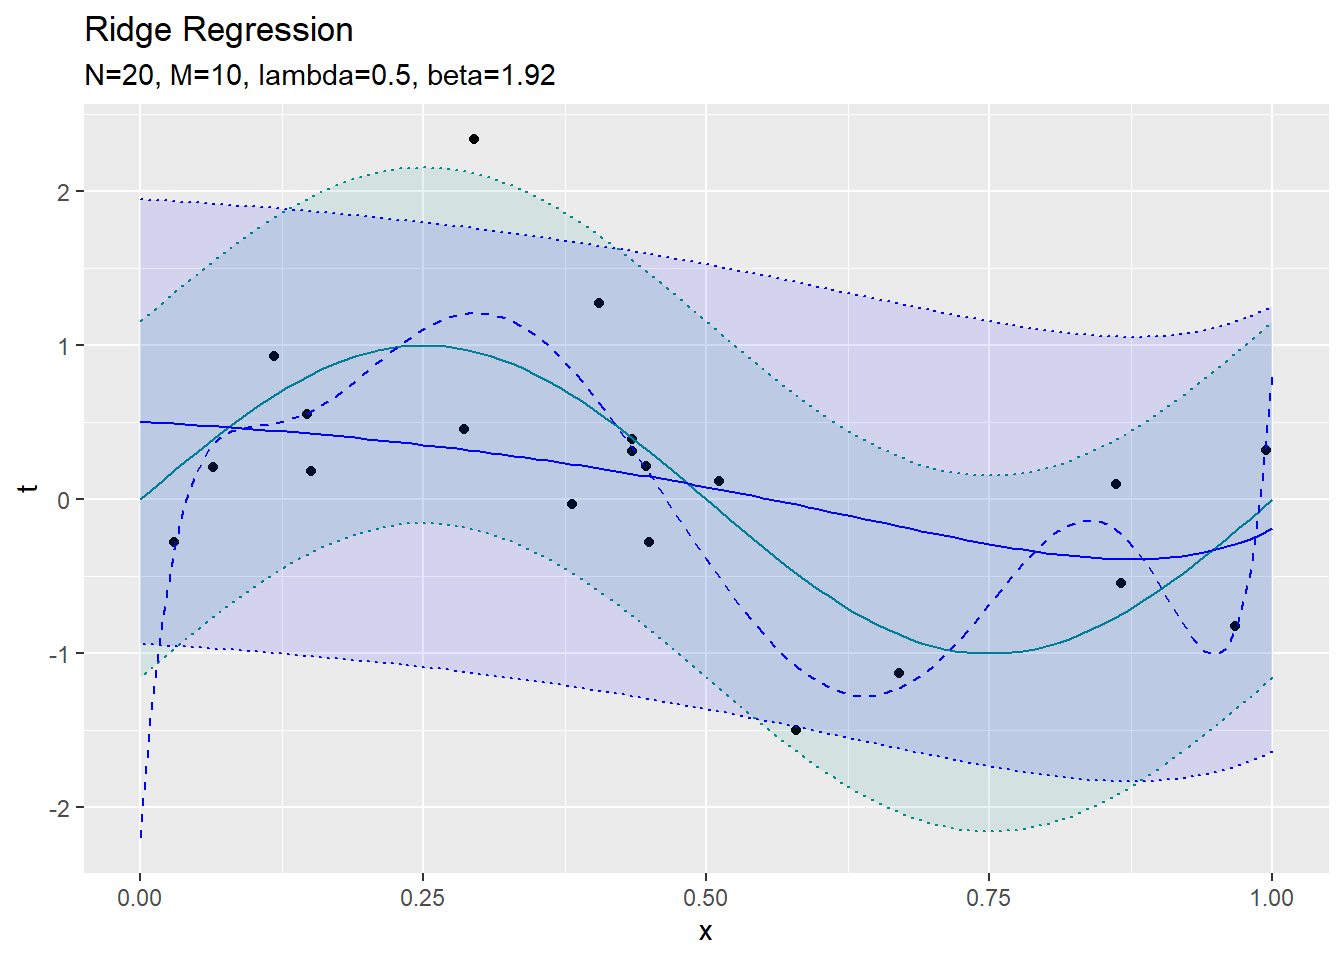 Ridge Regression
N=20, M=10, lambda=0.5, beta=1.92
2
1
0
-1
-2
t
0.00 0.25 0.50 0.75 1.00
x